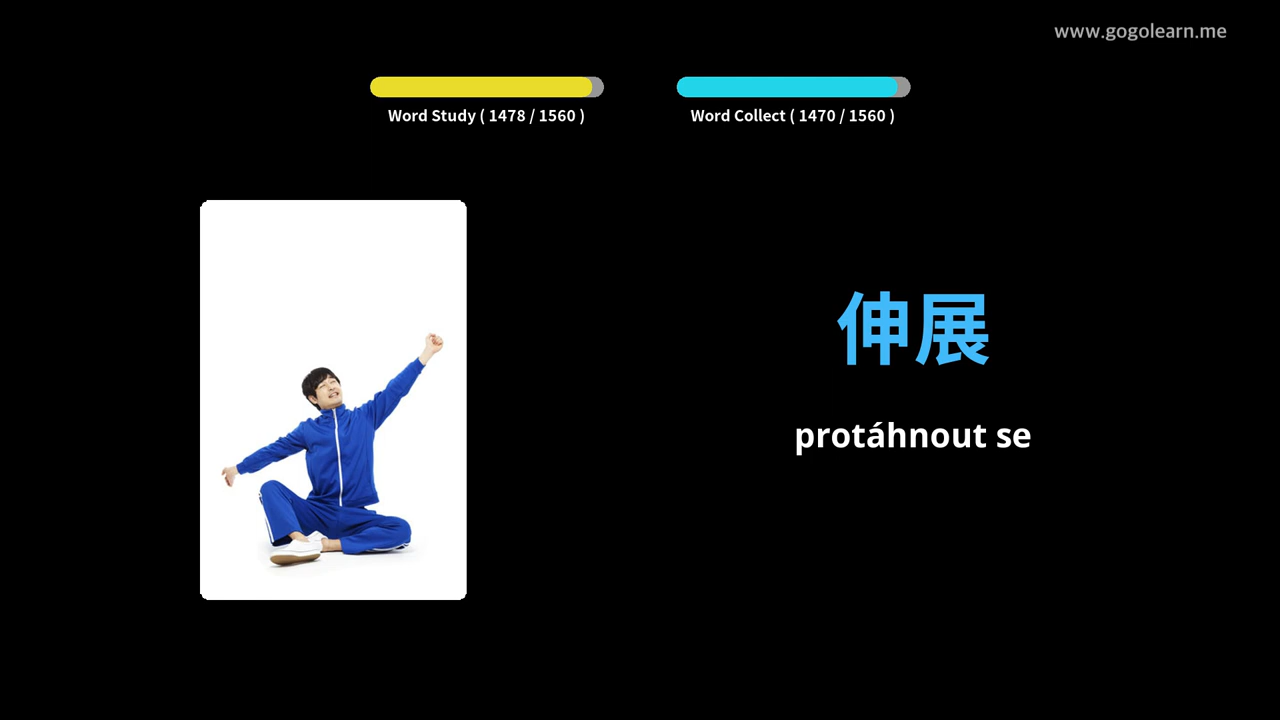 www.gogolearn.me
Word Study ( 1478 / 1560 )
Word Collect ( 1470 / 1560 )
伸展
protáhnout se